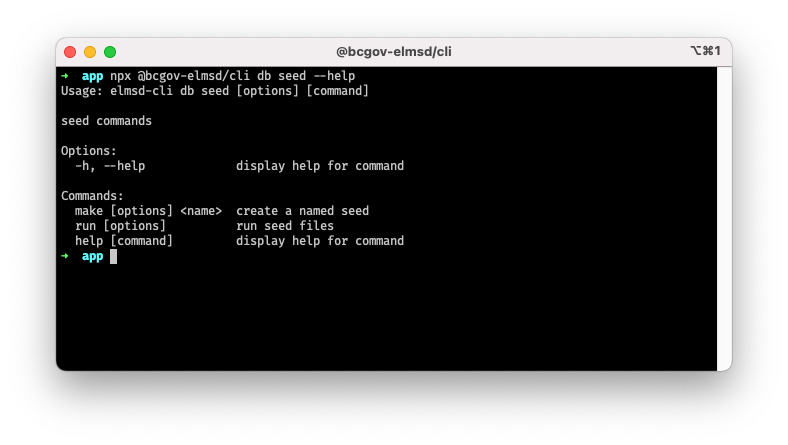 @bcgov-elmsd/cli
⌥⌘1
→ app npx @bcgov-elmsd/cli db seed --help
Usage: elmsd-cli db seed [options] [command]
seed commands
Options:
-h, --help display help for command
Commands:
make [options] <name> create a named seed
run [options] run seed files
help [command] display help for command
→ app